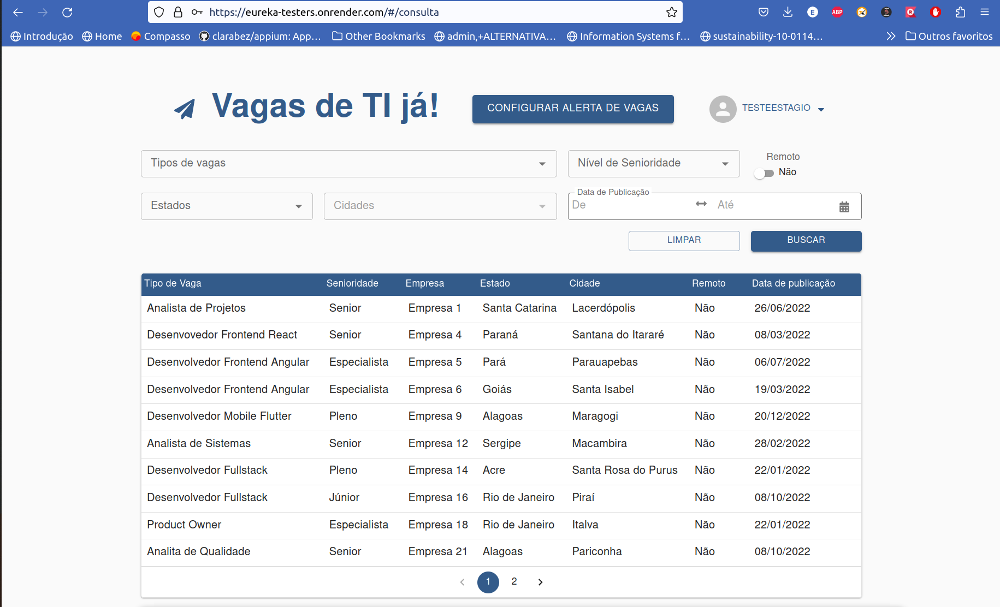 https://eureka-testers.onrender.com/#/consulta
E
ABP
Introdução Home Compasso clarabez/appium: App... Other Bookmarks admin,+ALTERNATIVA... Information Systems f... sustainability-10-0114... Outros favoritos
Vagas de TI já! CONFIGURAR ALERTA DE VAGAS TESTEESTAGIO
Tipos de vagas Nível de Senioridade Remoto
Não
Data de Publicação
Estados Cidades De Até
LIMPAR BUSCAR
Tipo de Vaga Senioridade Empresa Estado Cidade Remoto Data de publicação
Analista de Projetos Senior Empresa 1 Santa Catarina Lacerdópolis Não 26/06/2022
Desenvovedor Frontend React Senior Empresa 4 Paraná Santana do Itararé Não 08/03/2022
Desenvolvedor Frontend Angular Especialista Empresa 5 Pará Parauapebas Não 06/07/2022
Desenvolvedor Frontend Angular Especialista Empresa 6 Goiás Santa Isabel Não 19/03/2022
Desenvolvedor Mobile Flutter Pleno Empresa 9 Alagoas Maragogi Não 20/12/2022
Analista de Sistemas Senior Empresa 12 Sergipe Macambira Não 28/02/2022
Desenvolvedor Fullstack Pleno Empresa 14 Acre Santa Rosa do Purus Não 22/01/2022
Desenvolvedor Fullstack Júnior Empresa 16 Rio de Janeiro Piraí Não 08/10/2022
Product Owner Especialista Empresa 18 Rio de Janeiro Italva Não 22/01/2022
Analita de Qualidade Senior Empresa 21 Alagoas Pariconha Não 08/10/2022
1 2